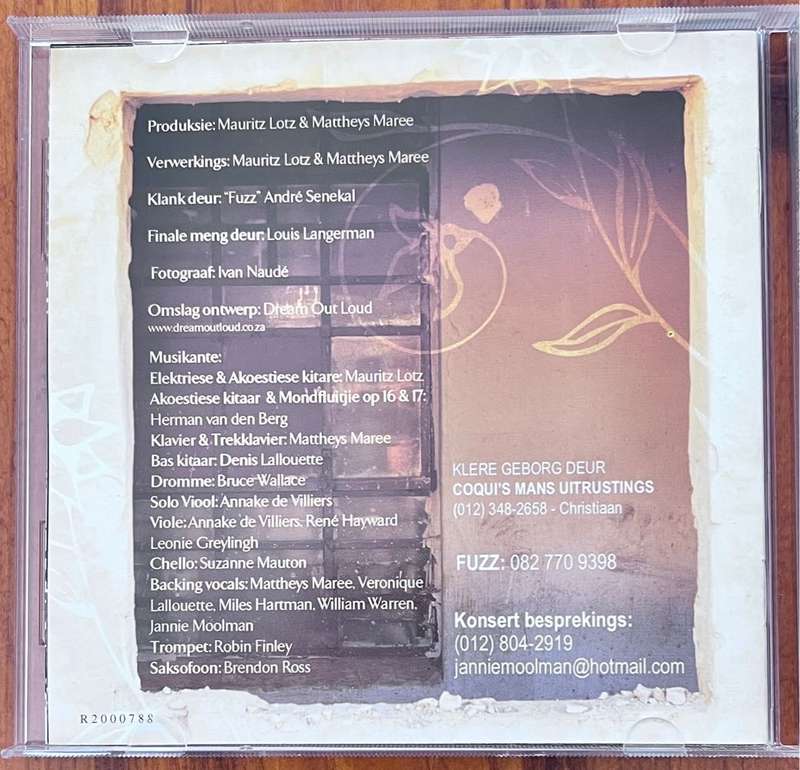 Produksie: Mauritz Lotz & Mattheys Maree
Verwerkings: Mauritz Lotz & Mattheys Maree
Klank deur: "Fuzz" André Senekal
Finale meng deur: Louis Langerman
Fotograaf: Ivan Naudé
Omslag ontwerp: Dream Out Loud
www.dreamoutloud.co.za
Musikante:
Elektriese & Akoestiese kitare: Mauritz Lotz
Akoestiese kitaar & Mondfluitjie op 16 & 17:
Herman van den Berg
Klavier & Trekklavier: Mattheys Maree
Bas kitaar: Denis Lallouette
Dromme: Bruce Wallace
Solo Viool: Annake de Villiers
Viole: Annake de Villiers, René Hayward
Leonie Greylingh
Chello: Suzanne Mauton
Backing vocals: Mattheys Maree, Veronique
Lallouette, Miles Hartman, William Warren,
Jannie Moolman
Trompet: Robin Finley
Saksofoon: Brendon Ross
KLERE GEBORG DEUR
COQUI'S MANS UITRUSTINGS
(012) 348-2658 - Christiaan
FUZZ: 082 770 9398
Konsert besprekings:
(012) 804-2919
janniemoolman@hotmail.com
R2000788